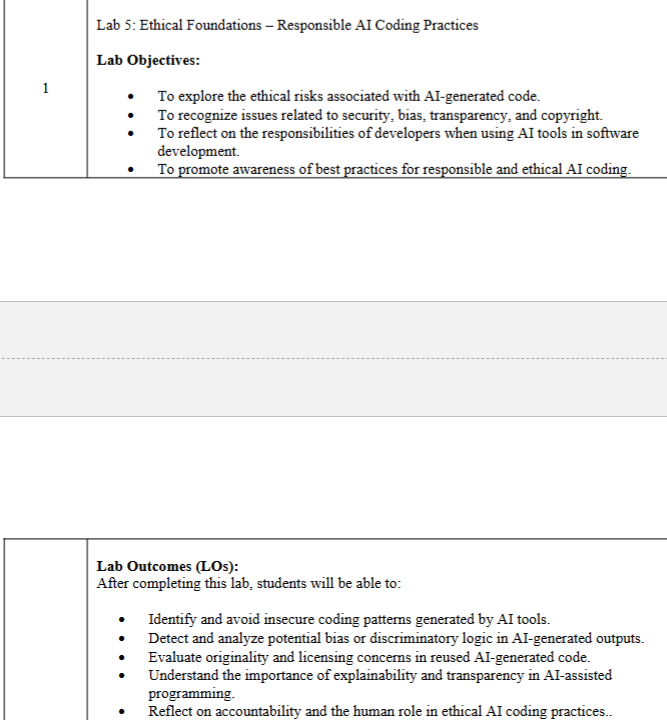 Lab 5: Ethical Foundations – Responsible AI Coding Practices
Lab Objectives:
1
• To explore the ethical risks associated with AI-generated code.
• To recognize issues related to security, bias, transparency, and copyright.
• To reflect on the responsibilities of developers when using AI tools in software
development.
• To promote awareness of best practices for responsible and ethical AI coding.
Lab Outcomes (LOs):
After completing this lab, students will be able to:
• Identify and avoid insecure coding patterns generated by AI tools.
• Detect and analyze potential bias or discriminatory logic in AI-generated outputs.
• Evaluate originality and licensing concerns in reused AI-generated code.
• Understand the importance of explainability and transparency in AI-assisted
programming.
• Reflect on accountability and the human role in ethical AI coding practices..